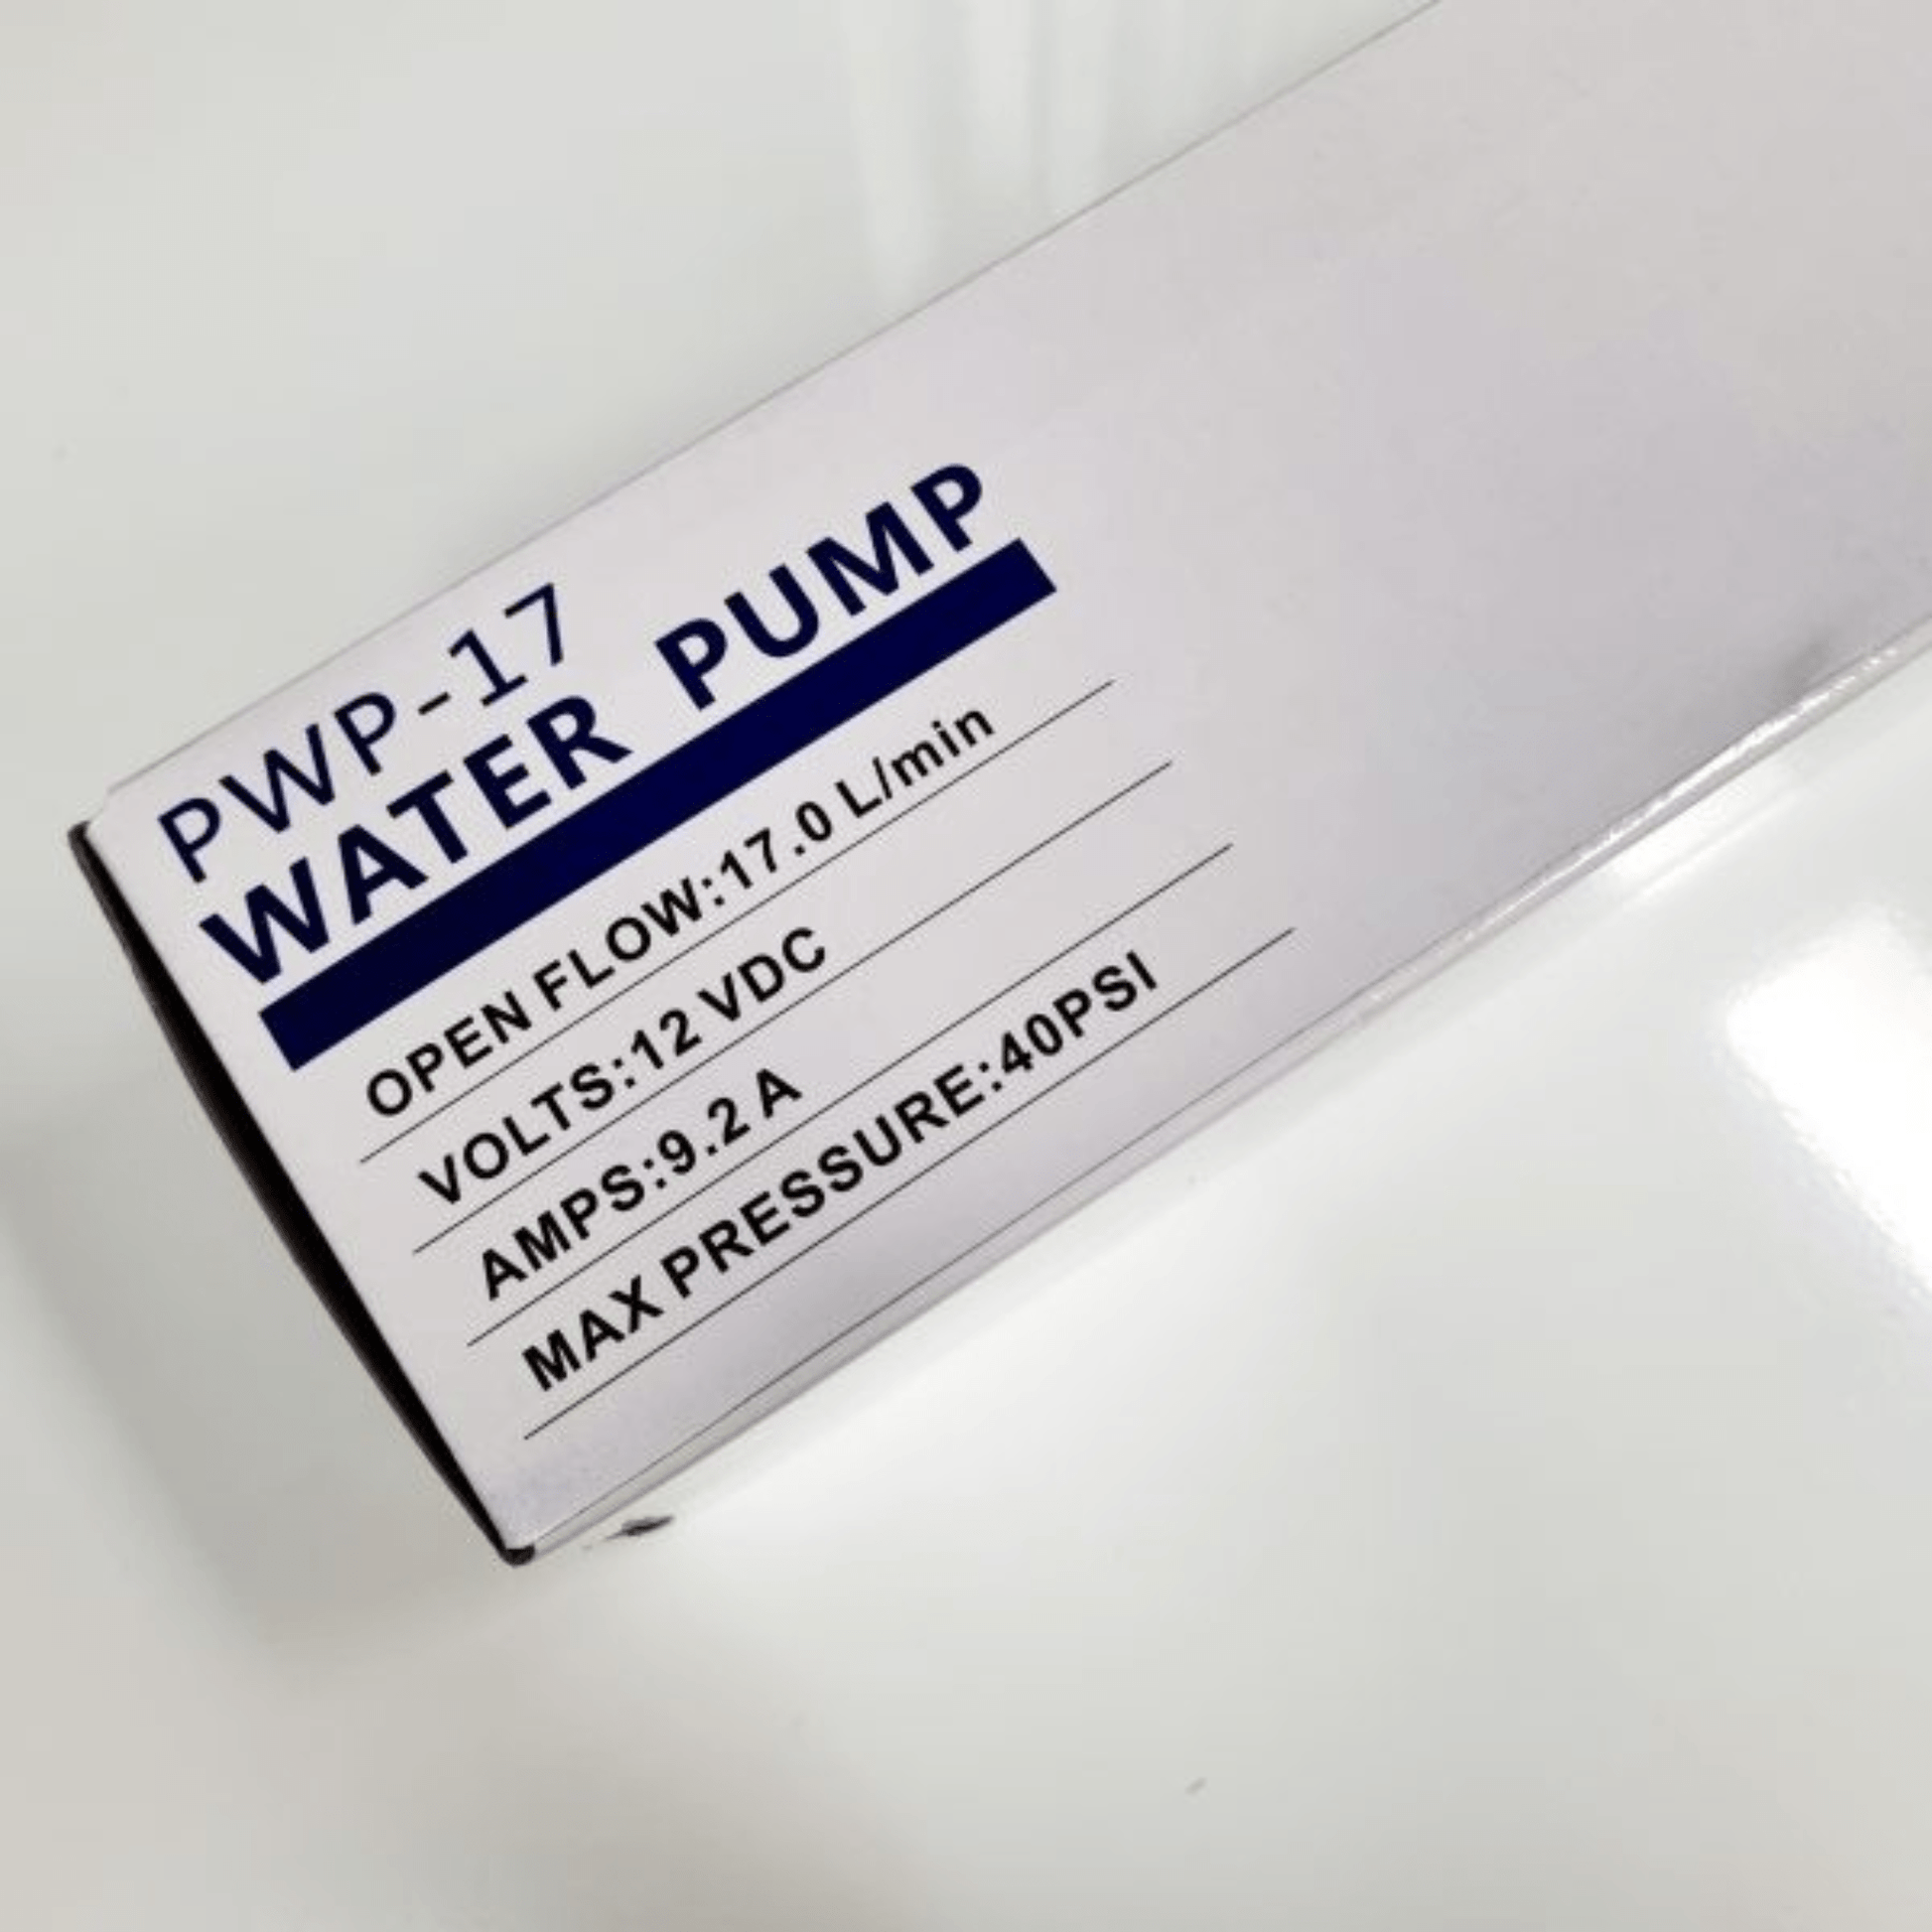 PWP-17
WATER PUMP
OPEN FLOW:17.0 L/min
VOLTS:12 VDC
AMPS:9.2 A
MAX PRESSURE:40PSI